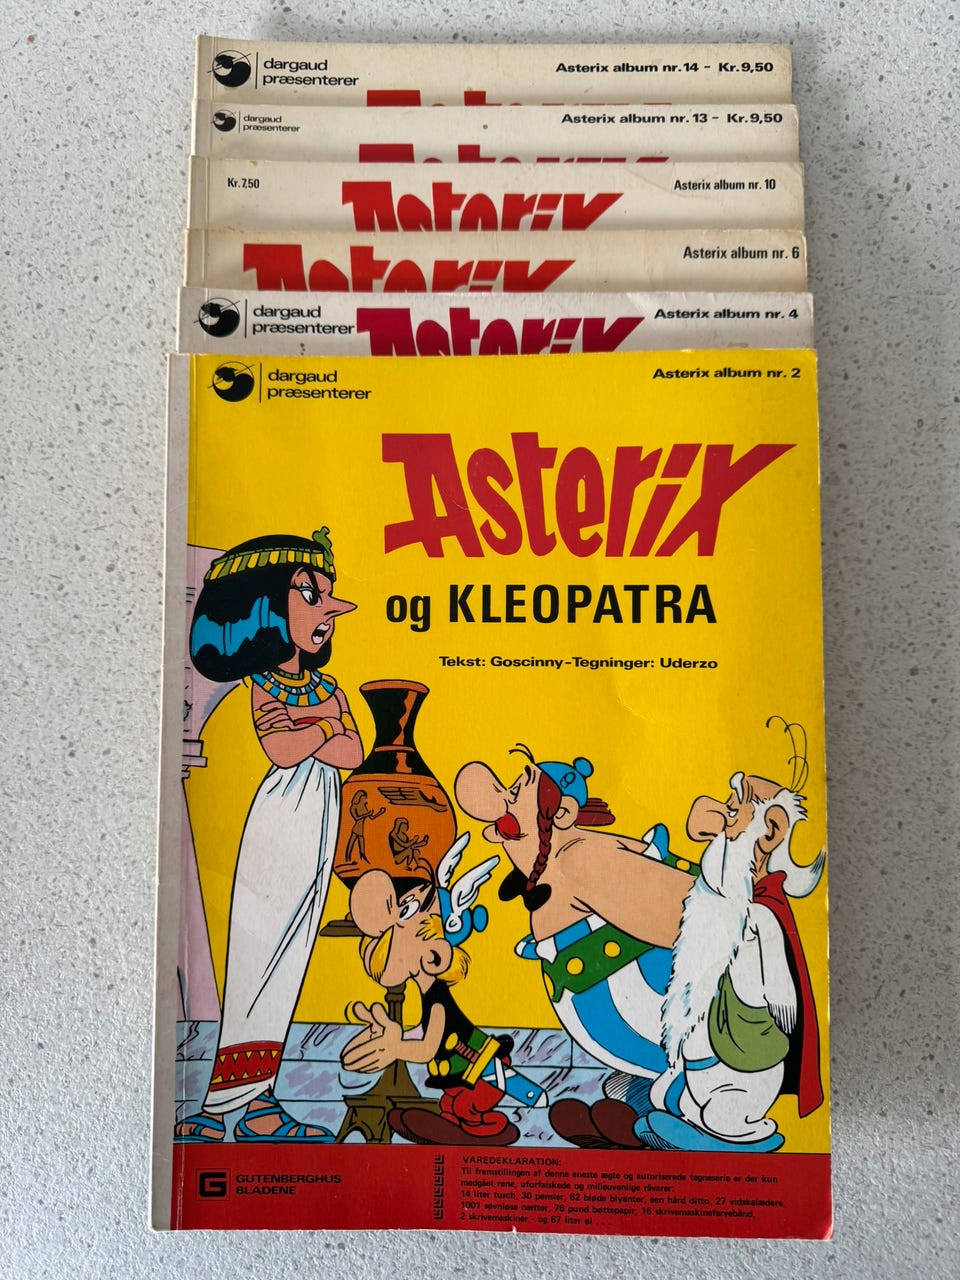 dargaud
præsenterer
Asterix album nr. 14 - Kr. 9,50
dargaud
præsenterer
Asterix album nr. 13 - Kr. 9,50
Kr. 7,50
Asterix album nr. 10
Asterix
Asterix album nr. 6
Asterix
dargaud
præsenterer
Asterix album nr. 4
Asterix
dargaud
præsenterer
Asterix album nr. 2
Asterix
og KLEOPATRA
Tekst: Goscinny-Tegninger: Uderzo
G GUTENBERGHUS
BLADENE
VAREDEKLARATION:
Til fremstillingen af denne eneste ægte og autoriserede tegneserie er der kun
medgået rene, uforfalskede og milieuvenlige råvarer:
14 liter tusch, 30 pensler, 62 bløde blyanter, een hård ditto, 27 vidskelædere,
1001 søvnløse nætter, 76 pund bøttepapir, 16 skrivemaskinefarvebånd,
2 skrivemaskiner - og 67 liter øl . . .